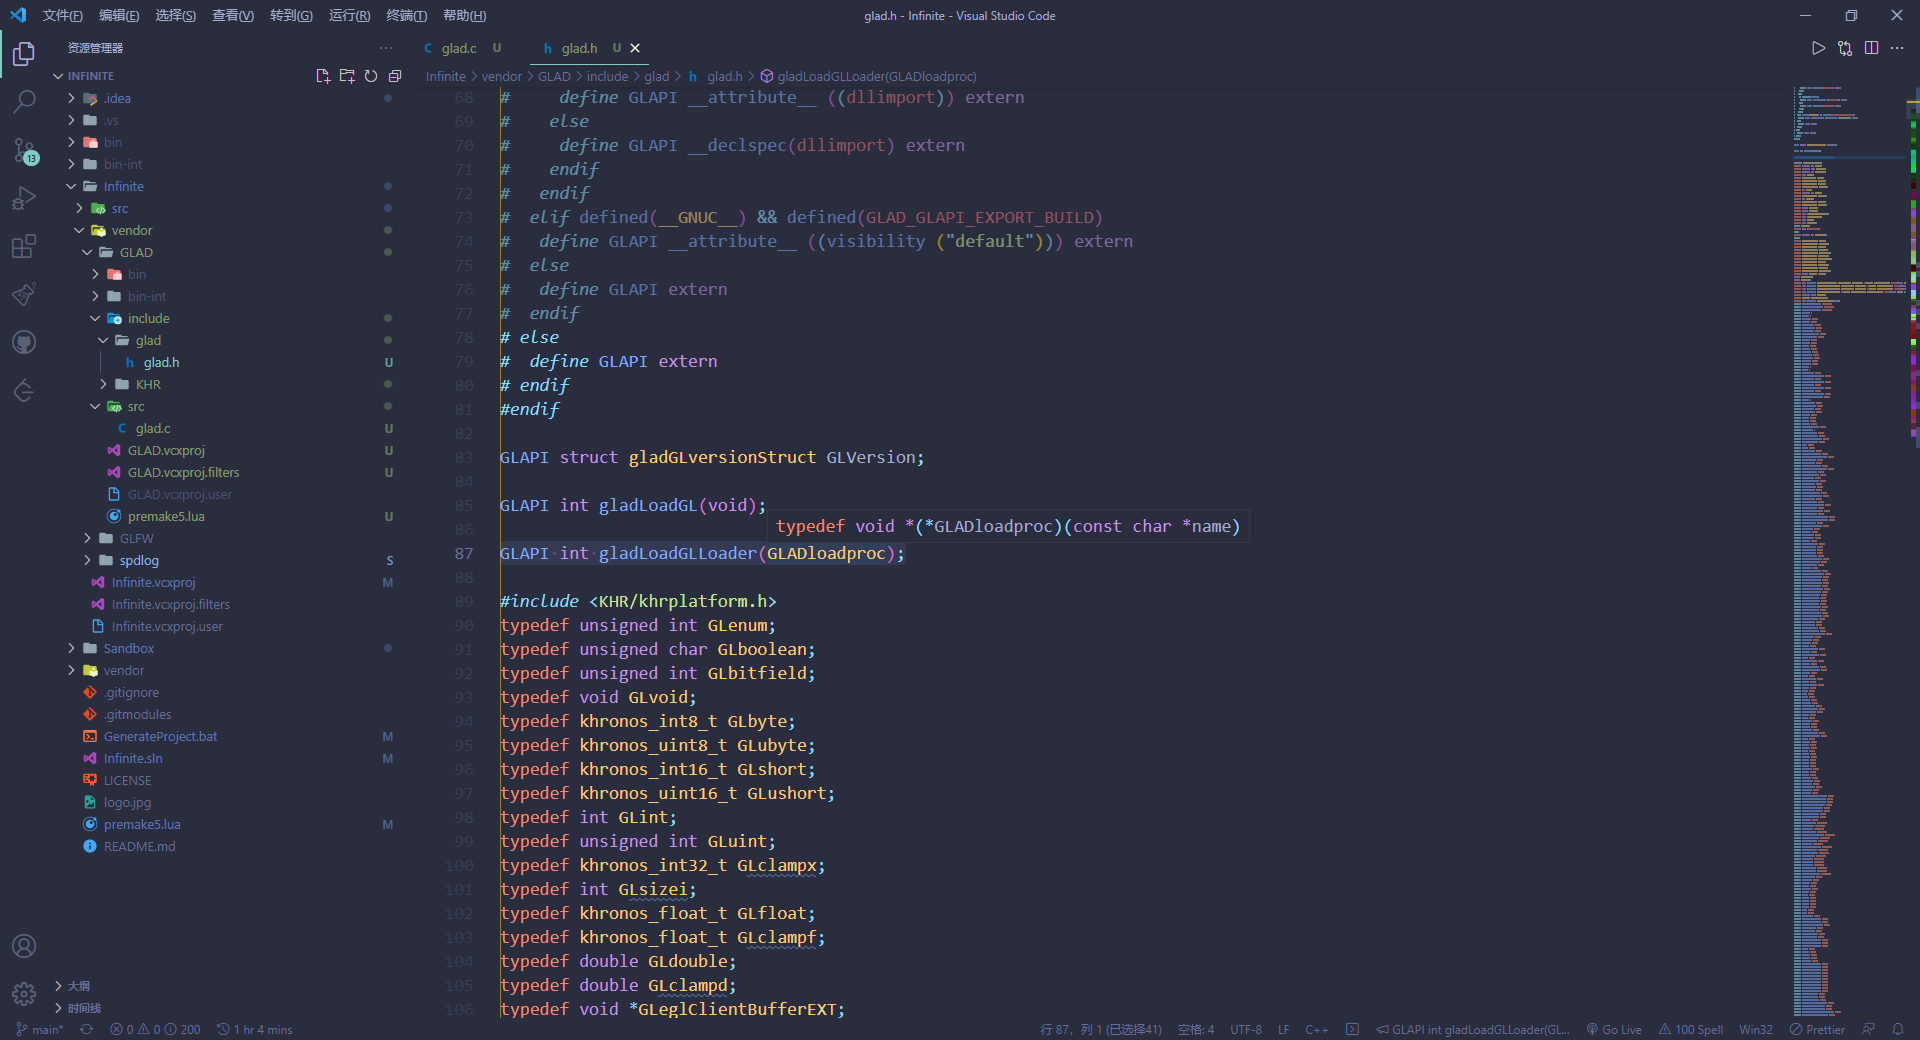 文件(F) 编辑(E) 选择(S) 查看(V) 转到(G) 运行(R) 终端(T) 帮助(H)
glad.h - Infinite - Visual Studio Code
资源管理器
INFINITE
.idea
.vs
bin
bin-int
Infinite
src
vendor
GLAD
bin
bin-int
include
glad
glad.h U
KHR
src
glad.c U
GLAD.vcxproj U
GLAD.vcxproj.filters U
GLAD.vcxproj.user
premake5.lua U
GLFW
spdlog S
Infinite.vcxproj M
Infinite.vcxproj.filters
Infinite.vcxproj.user
Sandbox
vendor
.gitignore
.gitmodules
GenerateProject.bat M
Infinite.sln M
LICENSE
logo.jpg
premake5.lua M
README.md
大纲
时间线
13
C glad.c U h glad.h U
Infinite > vendor > GLAD > include > glad > h glad.h > gladLoadGLLoader(GLADloadproc)
68 #     define GLAPI __attribute__ ((dllimport)) extern
69 #    else
70 #     define GLAPI __declspec(dllimport) extern
71 #    endif
72 #   endif
73 #  elif defined(__GNUC__) && defined(GLAD_GLAPI_EXPORT_BUILD)
74 #   define GLAPI __attribute__ ((visibility ("default"))) extern
75 #  else
76 #   define GLAPI extern
77 #  endif
78 # else
79 #  define GLAPI extern
80 # endif
81 #endif
82
83 GLAPI struct gladGLversionStruct GLVersion;
84
85 GLAPI int gladLoadGL(void);
86
typedef void *(*GLADloadproc)(const char *name)
87 GLAPI int gladLoadGLLoader(GLADloadproc);
88
89 #include <KHR/khrplatform.h>
90 typedef unsigned int GLenum;
91 typedef unsigned char GLboolean;
92 typedef unsigned int GLbitfield;
93 typedef void GLvoid;
94 typedef khronos_int8_t GLbyte;
95 typedef khronos_uint8_t GLubyte;
96 typedef khronos_int16_t GLshort;
97 typedef khronos_uint16_t GLushort;
98 typedef int GLint;
99 typedef unsigned int GLuint;
100 typedef khronos_int32_t GLclampx;
101 typedef int GLsizei;
102 typedef khronos_float_t GLfloat;
103 typedef khronos_float_t GLclampf;
104 typedef double GLdouble;
105 typedef double GLclampd;
106 typedef void *GLeglClientBufferEXT;
main* 0 0 200 1 hr 4 mins 行 87，列 1 (已选择41) 空格: 4 UTF-8 LF C++ GLAPI int gladLoadGLLoader(GL... Go Live 100 Spell Win32 Prettier